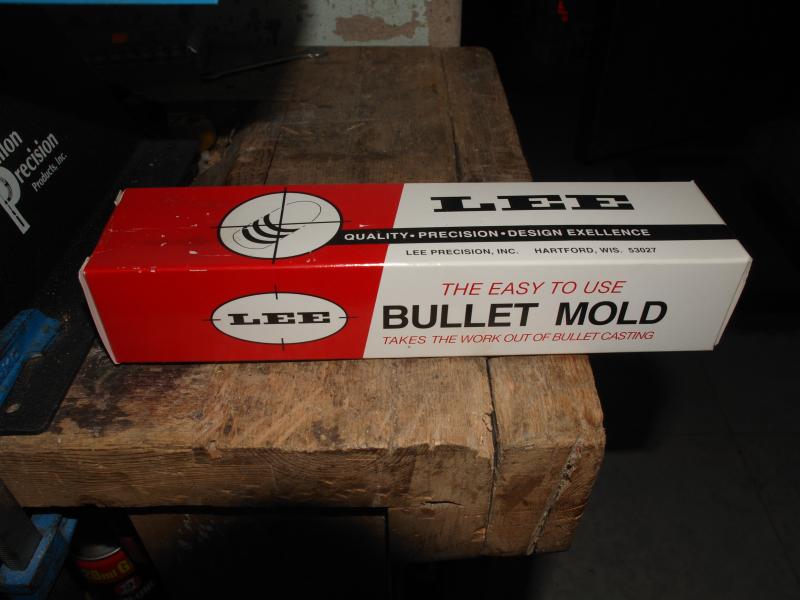 Precision
Products, Inc.
LEE
QUALITY•PRECISION•DESIGN EXELLENCE
LEE PRECISION, INC. HARTFORD, WIS. 53027
LEE
THE EASY TO USE
BULLET MOLD
TAKES THE WORK OUT OF BULLET CASTING